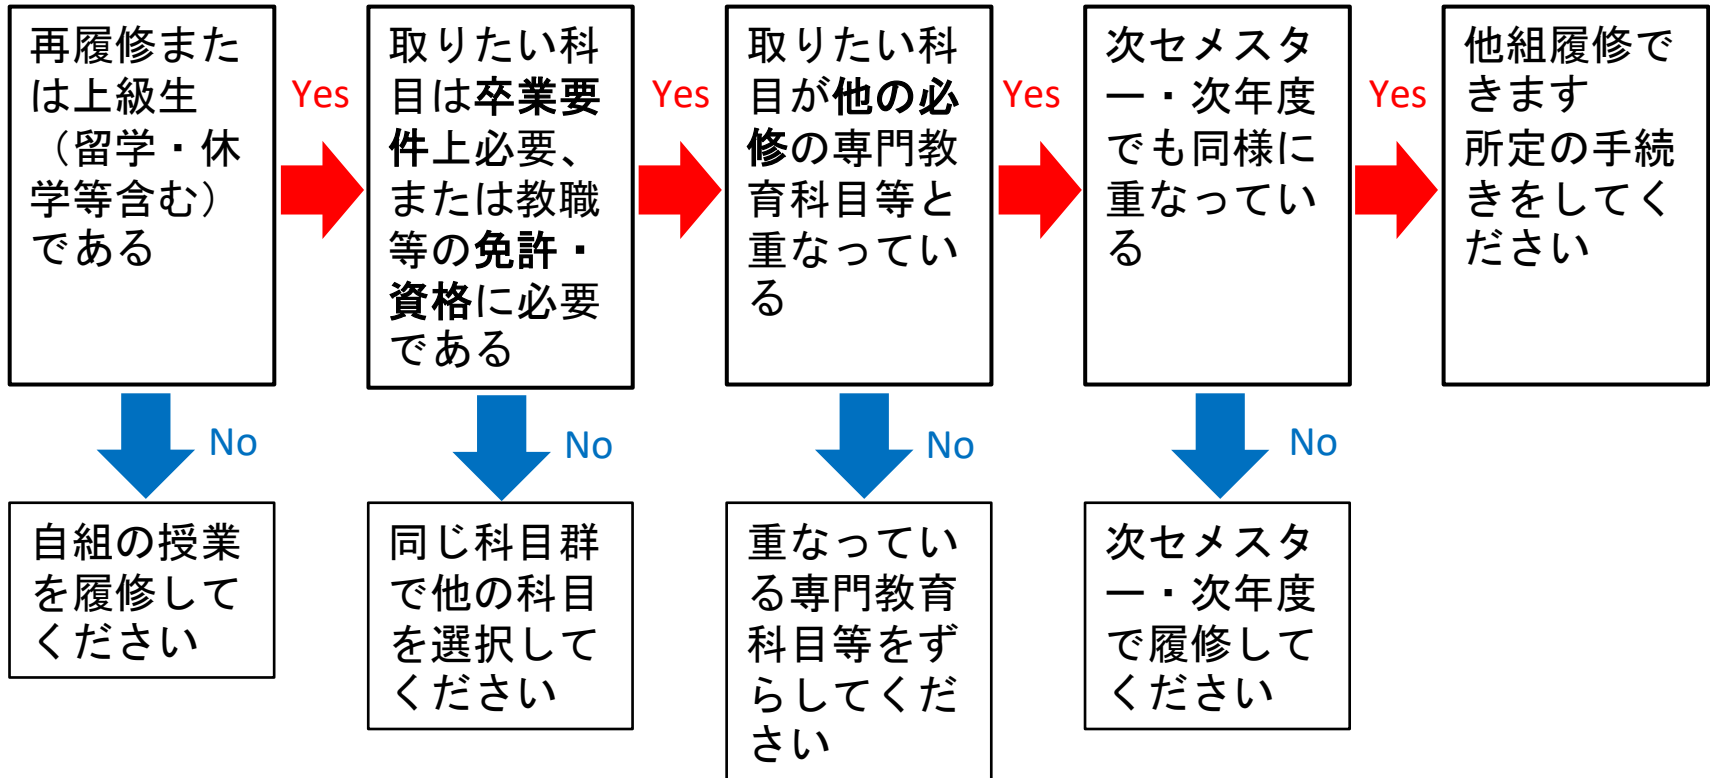 再履修また
は上級生
（留学・休
学等含む）
である
Yes
取りたい科
目は卒業要
件上必要、
または教職
等の免許・
資格に必要
である
Yes
取りたい科
目が他の必
修の専門教
育科目等と
重なってい
る
Yes
次セメスタ
ー・次年度
でも同様に
重なってい
る
Yes
他組履修で
きます
所定の手続
きをしてく
ださい
No
自組の授業
を履修して
ください
No
同じ科目群
で他の科目
を選択して
ください
No
重なってい
る専門教育
科目等をず
らしてくだ
さい
No
次セメスタ
ー・次年度
で履修して
ください